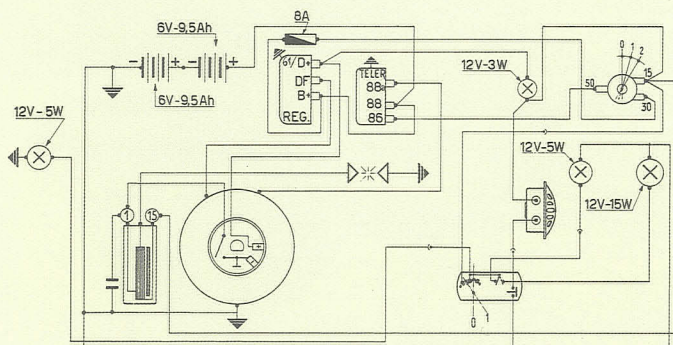 8A
6V-9,5Ah
0 1 2
61/D+
TELER
12V-3W
15
DF
88a
50
88
B+
30
6V-9,5Ah
86
REG.
12V-5W
12V-5W
12V-15W
1 15
1
0